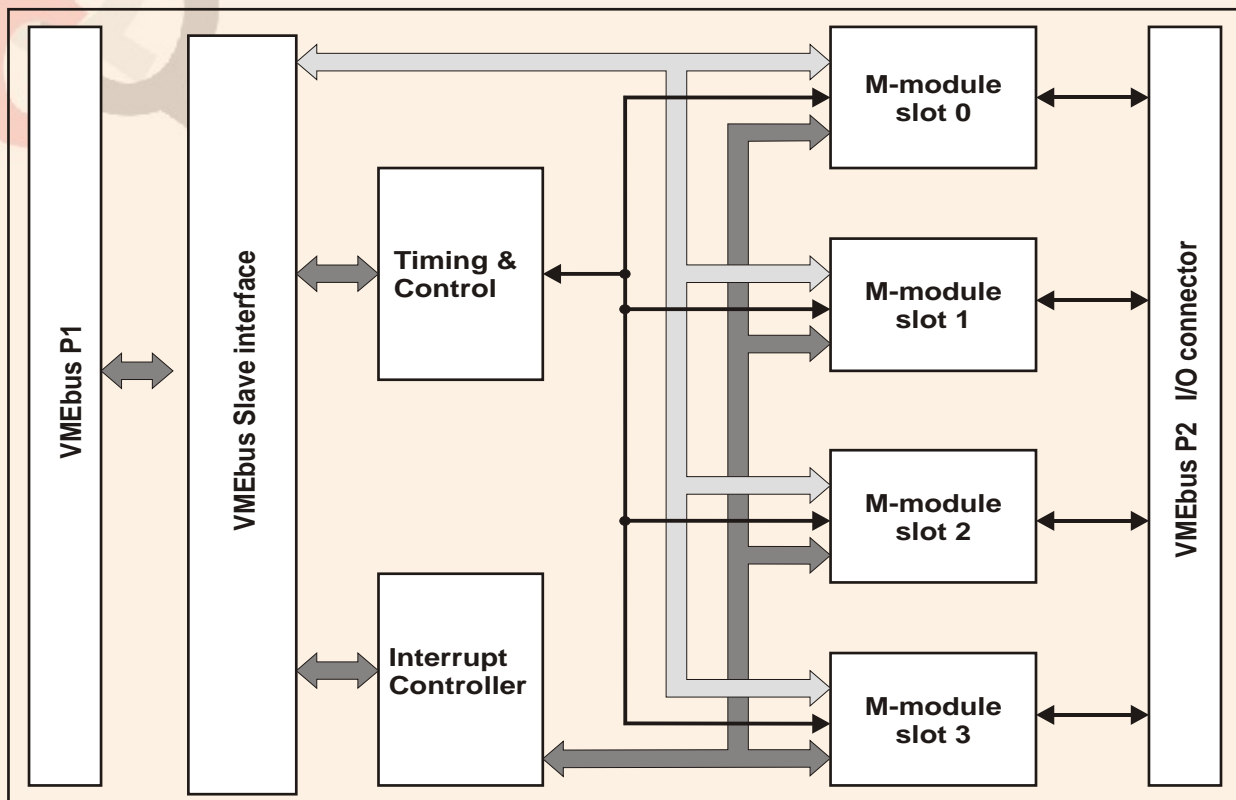 VMEbus P1
VMEbus Slave interface
Timing &
Control
Interrupt
Controller
M-module
slot 0
M-module
slot 1
M-module
slot 2
M-module
slot 3
VMEbus P2 I/O connector